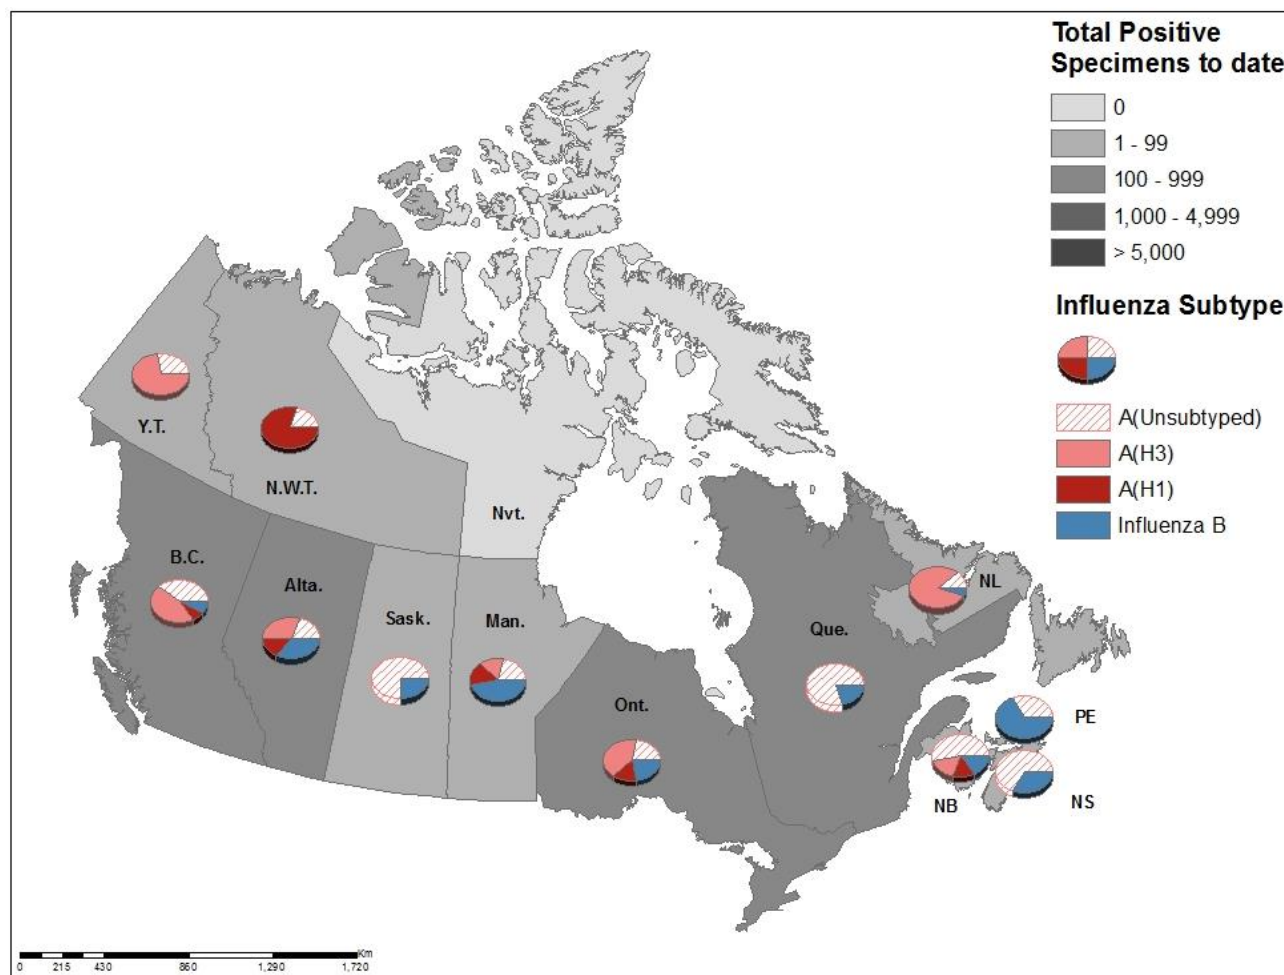 Total Positive
Specimens to date
0
1 - 99
100 - 999
1,000 - 4,999
> 5,000
Influenza Subtype
A(Unsubtyped)
A(H3)
A(H1)
Influenza B
Y.T.
N.W.T.
Nvt.
B.C.
Alta.
Sask.
Man.
Ont.
Que.
NL
PE
NB
NS
Km
0 215 430 860 1,290 1,720